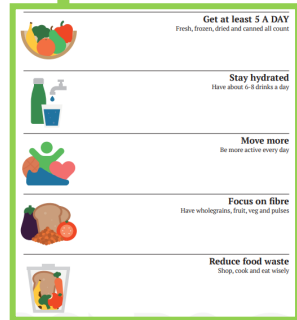 Get at least 5 A DAY
Fresh, frozen, dried and canned all count
Stay hydrated
Have about 6-8 drinks a day
Move more
Be more active every day
Focus on fibre
Have wholegrains, fruit, veg and pulses
Reduce food waste
Shop, cook and eat wisely